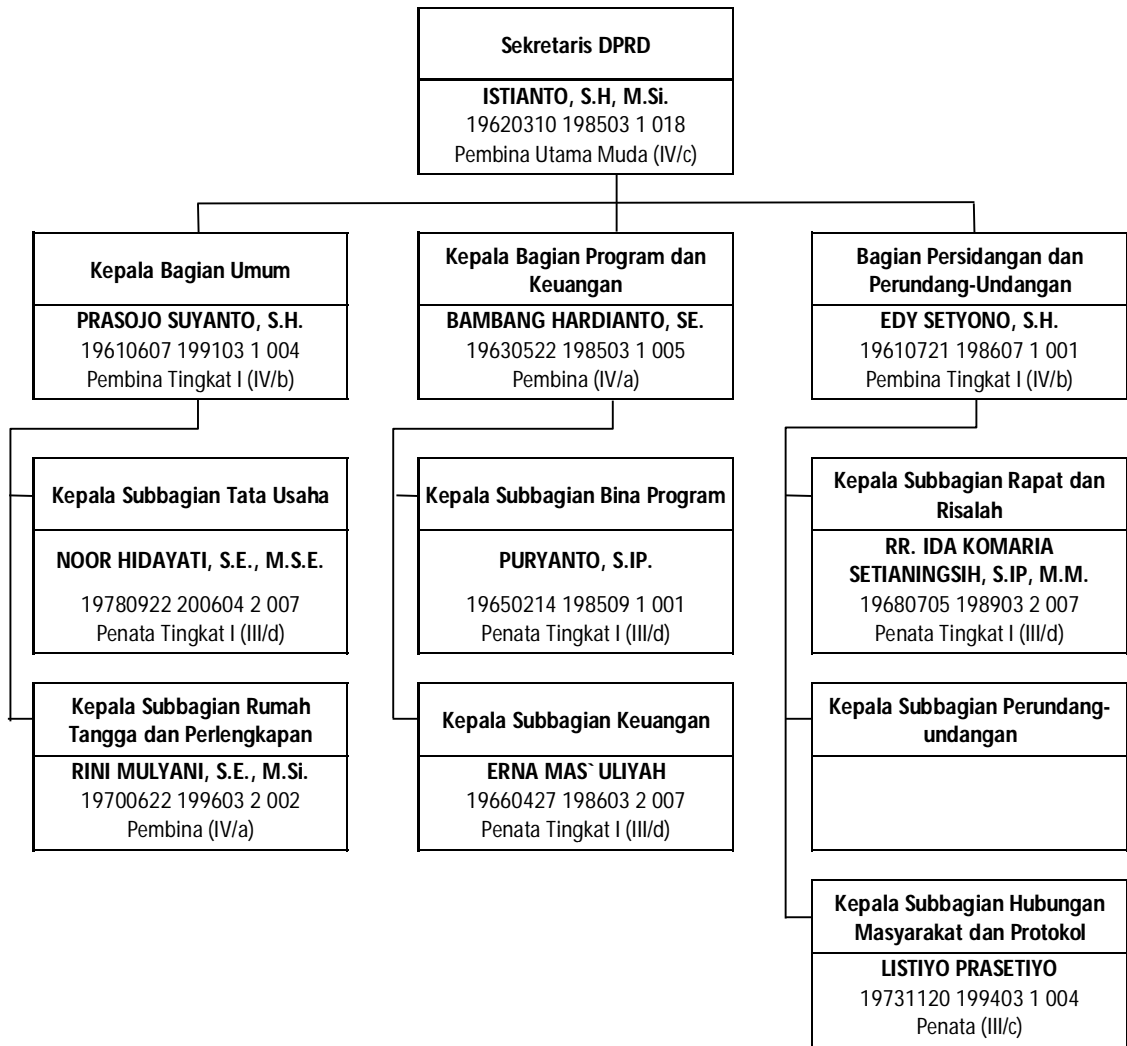 Sekretaris DPRD
ISTIANTO, S.H, M.Si.
19620310 198503 1 018
Pembina Utama Muda (IV/c)
Kepala Bagian Umum
PRASOJO SUYANTO, S.H.
19610607 199103 1 004
Pembina Tingkat I (IV/b)
Kepala Bagian Program dan
Keuangan
BAMBANG HARDIANTO, SE.
19630522 198503 1 005
Pembina (IV/a)
Bagian Persidangan dan
Perundang-Undangan
EDY SETYONO, S.H.
19610721 198607 1 001
Pembina Tingkat I (IV/b)
Kepala Subbagian Tata Usaha
NOOR HIDAYATI, S.E., M.S.E.
19780922 200604 2 007
Penata Tingkat I (III/d)
Kepala Subbagian Bina Program
PURYANTO, S.IP.
19650214 198509 1 001
Penata Tingkat I (III/d)
Kepala Subbagian Rapat dan
Risalah
RR. IDA KOMARIA
SETIANINGSIH, S.IP, M.M.
19680705 198903 2 007
Penata Tingkat I (III/d)
Kepala Subbagian Rumah
Tangga dan Perlengkapan
RINI MULYANI, S.E., M.Si.
19700622 199603 2 002
Pembina (IV/a)
Kepala Subbagian Keuangan
ERNA MAS`ULIYAH
19660427 198603 2 007
Penata Tingkat I (III/d)
Kepala Subbagian Perundang-
undangan
Kepala Subbagian Hubungan
Masyarakat dan Protokol
LISTIYO PRASETIYO
19731120 199403 1 004
Penata (III/c)